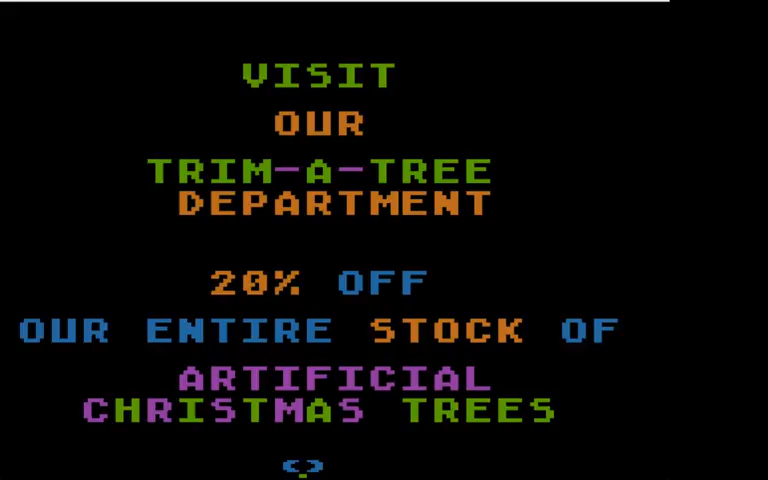 VISIT
OUR
TRIM-A-TREE
DEPARTMENT
20% OFF
OUR ENTIRE STOCK OF
ARTIFICIAL
CHRISTMAS TREES